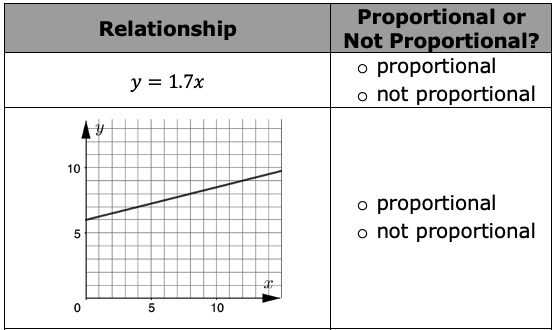 Relationship
Proportional or
Not Proportional?
y = 1.7x
○ proportional
○ not proportional
y
10
5
x
0
5
10
○ proportional
○ not proportional